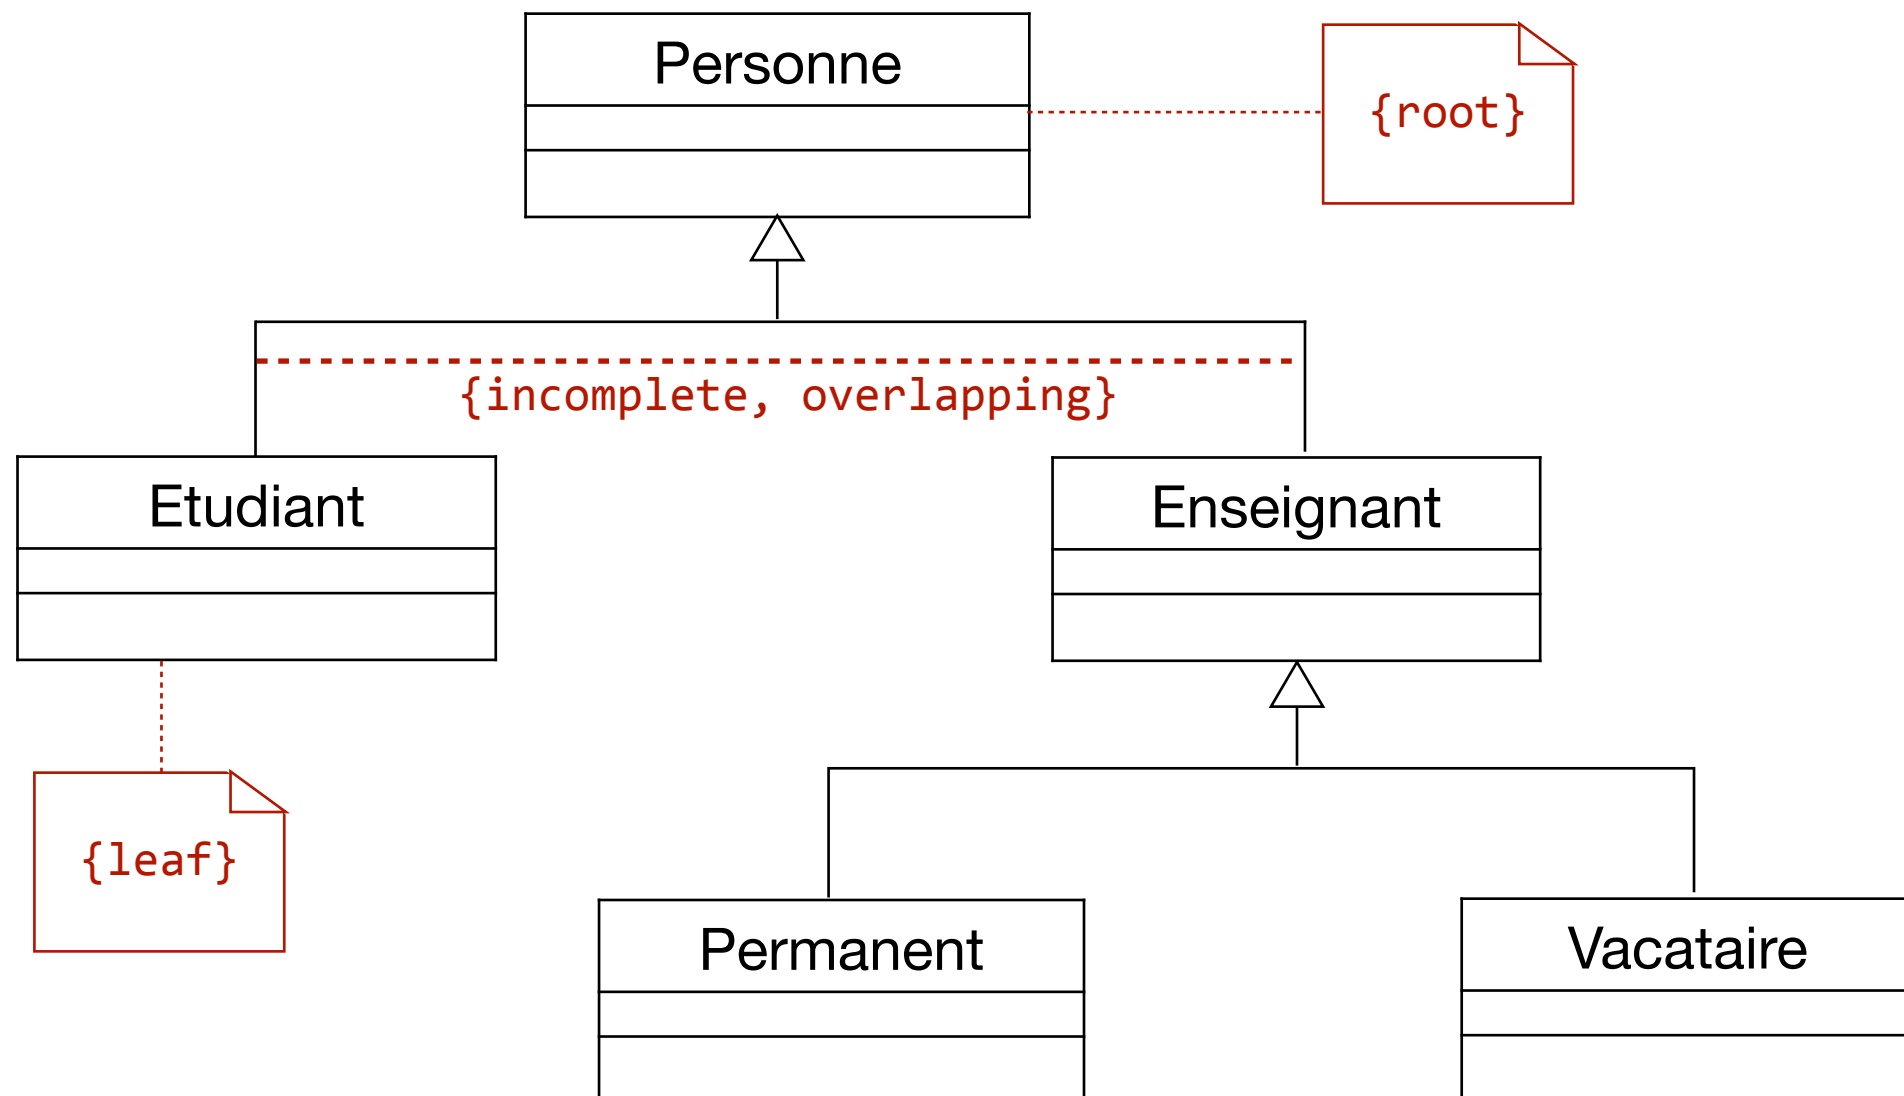 Personne
{root}
{incomplete, overlapping}
Etudiant
Enseignant
{leaf}
Permanent
Vacataire